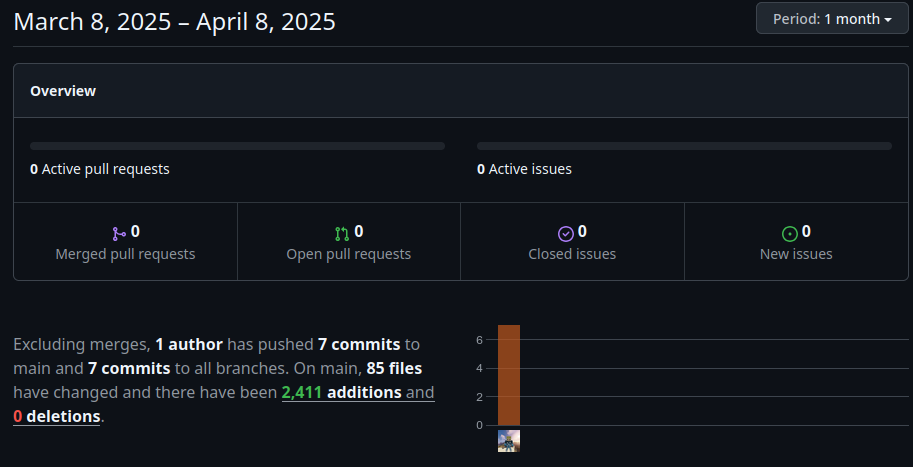 March 8, 2025 – April 8, 2025
Period: 1 month
Overview
0 Active pull requests
0 Active issues
0
Merged pull requests
0
Open pull requests
0
Closed issues
0
New issues
Excluding merges, 1 author has pushed 7 commits to
main and 7 commits to all branches. On main, 85 files
have changed and there have been 2,411 additions and
0 deletions.
6
4
2
0